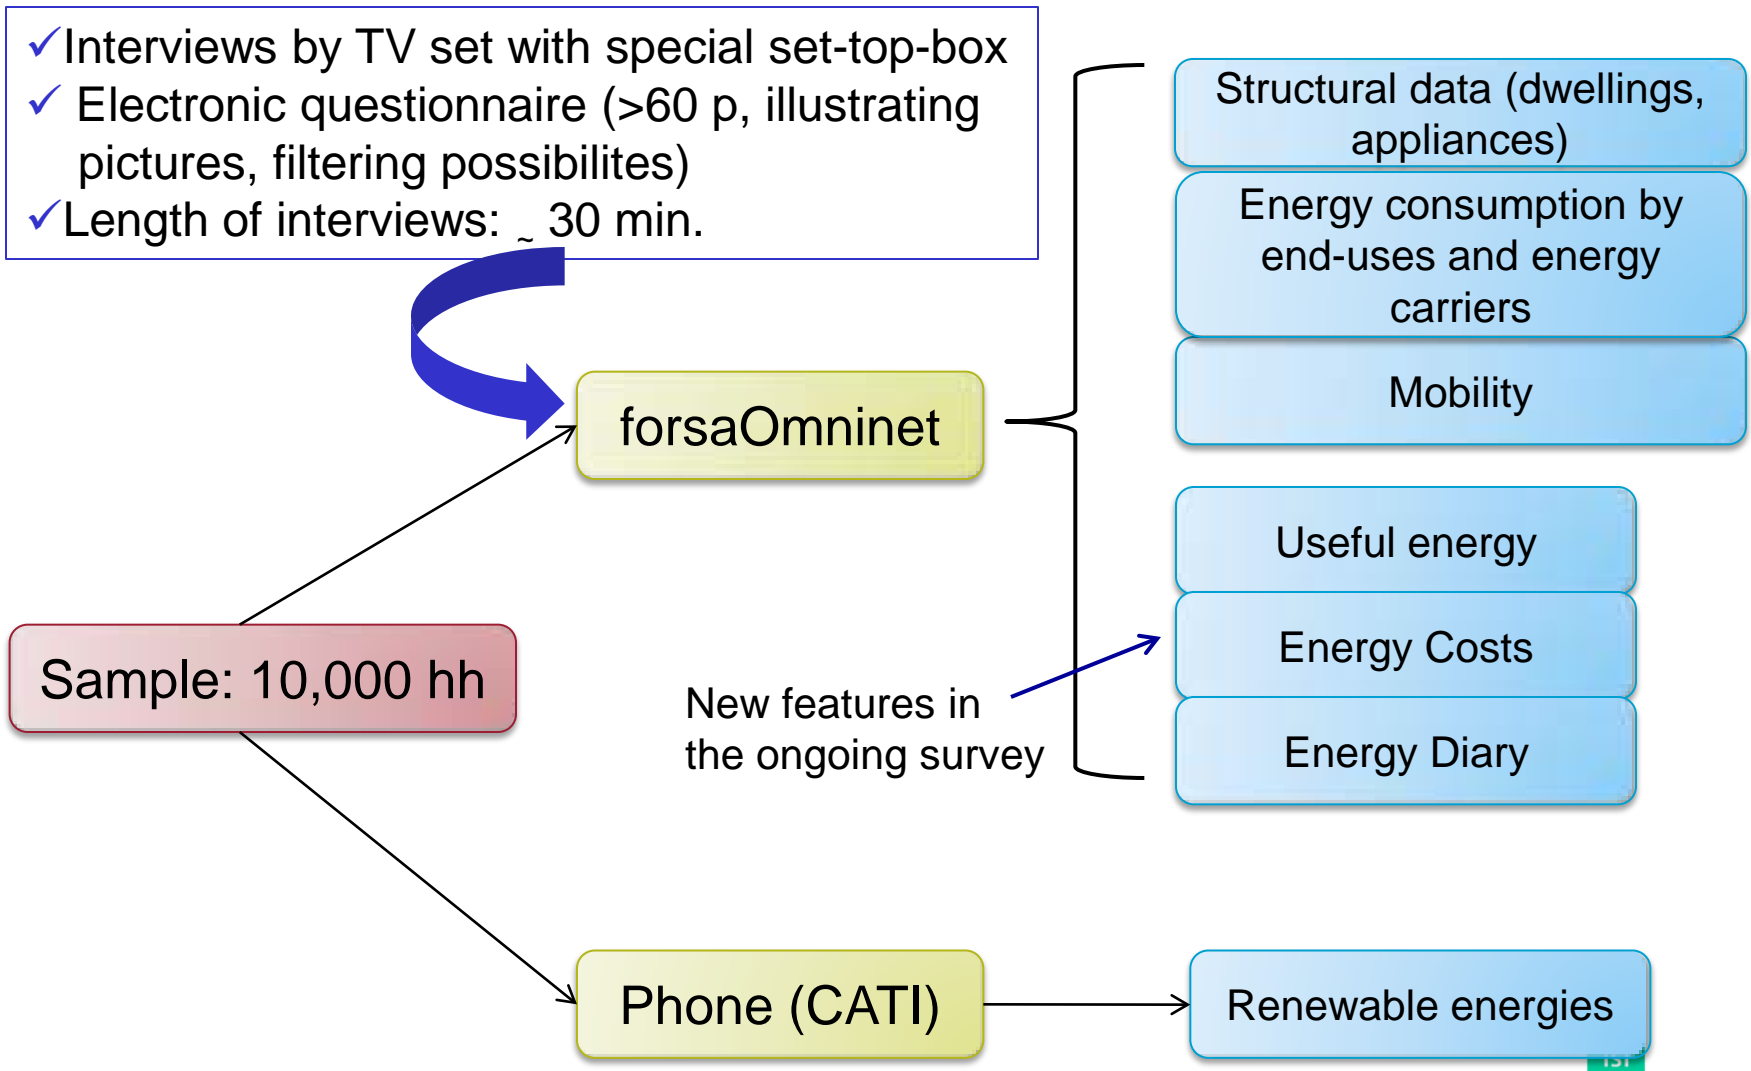 ✓Interviews by TV set with special set-top-box
✓ Electronic questionnaire (>60 p, illustrating
pictures, filtering possibilites)
✓Length of interviews: ~ 30 min.
Structural data (dwellings,
appliances)
Energy consumption by
end-uses and energy
carriers
Mobility
forsaOmninet
Useful energy
Energy Costs
Energy Diary
Sample: 10,000 hh
New features in
the ongoing survey
Phone (CATI)
Renewable energies